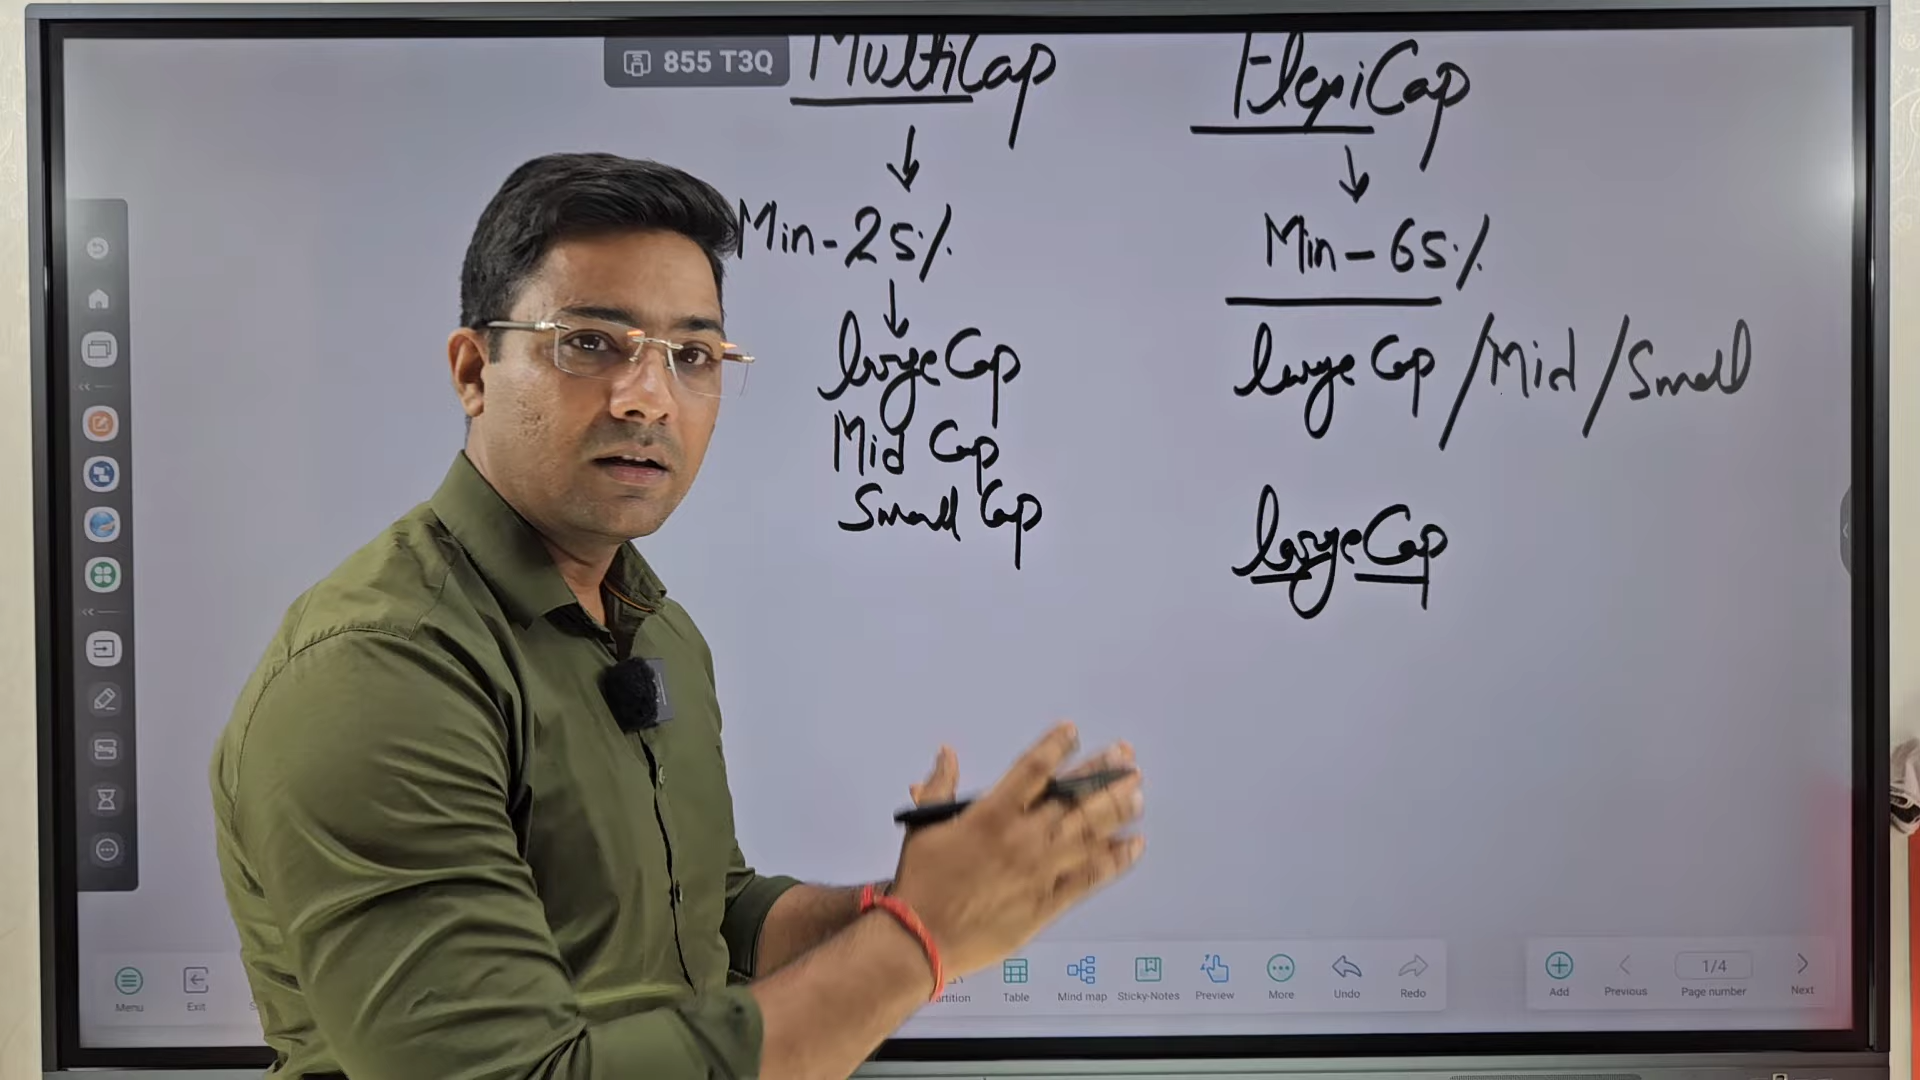 855 T3Q
MultiCap
FlexiCap
Min-25%
Min-65%
largeCap
large Cap/Mid/Small
Mid Cap
Small Cap
largeCap
Menu
Exit
artition
Table
Mind map
Sticky-Notes
Preview
More
Undo
Redo
Add
Previous
1/4
Page number
Next